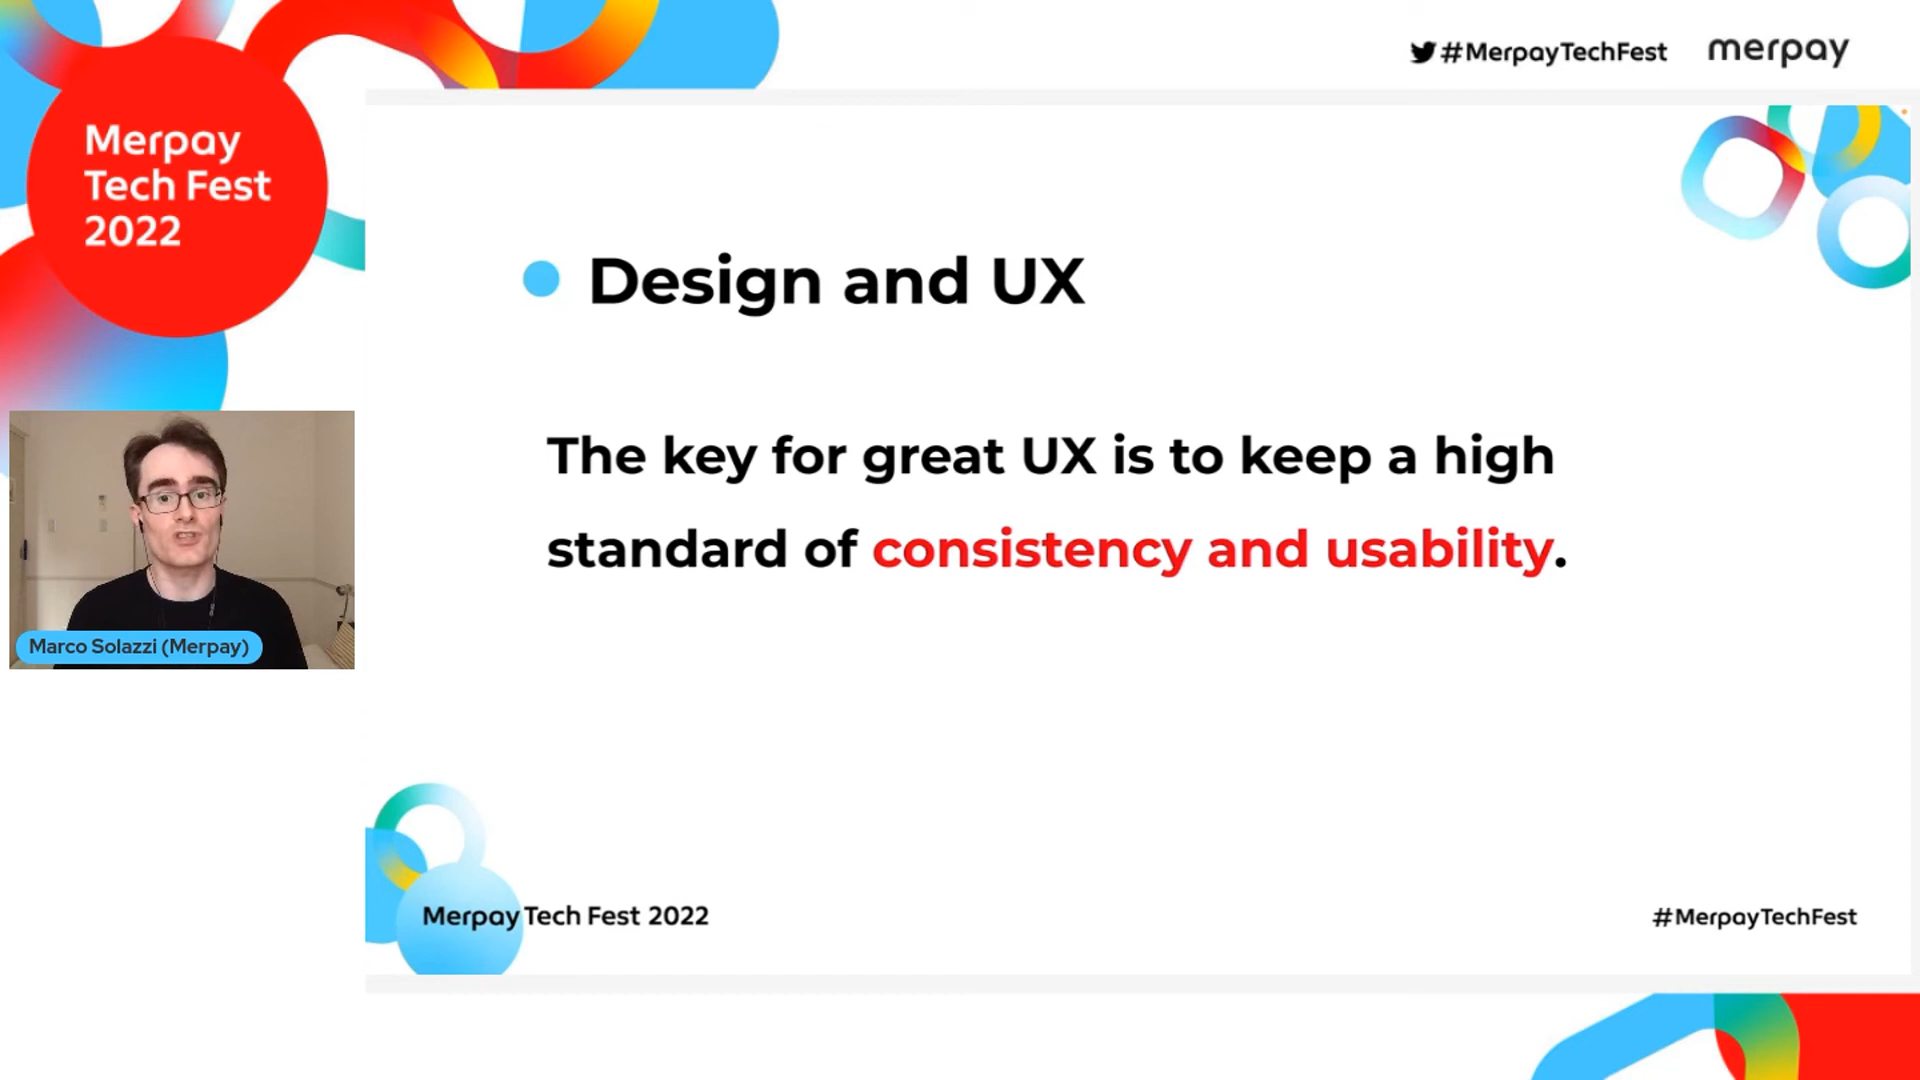 #MerpayTechFest merpay
Merpay
Tech Fest
2022
Design and UX
The key for great UX is to keep a high
standard of consistency and usability.
Marco Solazzi (Merpay)
Merpay Tech Fest 2022
#MerpayTechFest